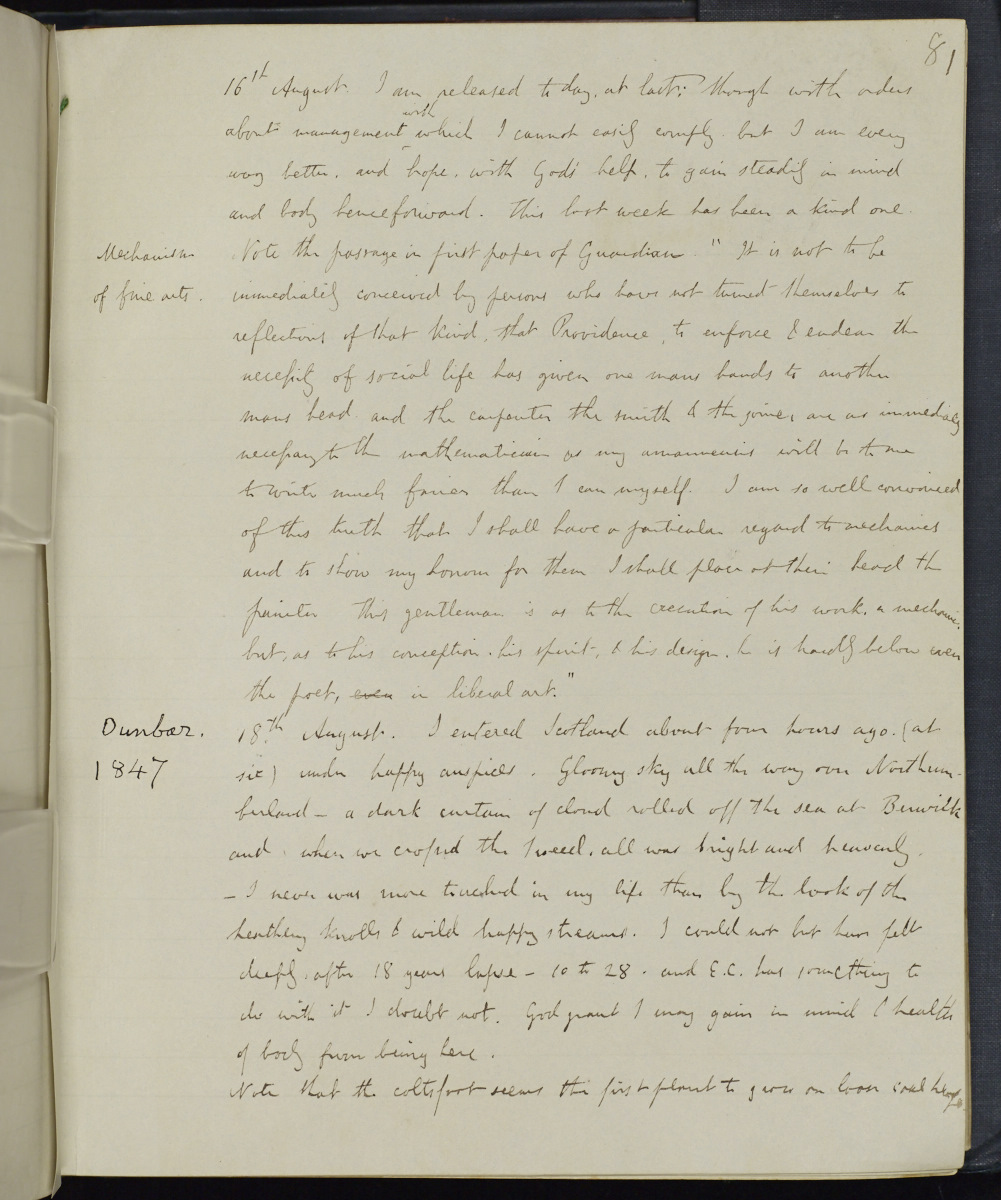 81
16th August. I am released to day, at last; though with orders
about management with which I cannot easily comply. but I am every
way better. and hope. with God's help. to gain steadily in mind
and body henceforward. This last week has been a kind one.
Mechanism
of fine arts.
Note the passage in first paper of Guardian. "It is not to be
immediately conceived by persons who have not turned themselves to
reflections of that kind, that Providence, to enforce & endear the
necessity of social life has given one mans hands to another
mans head and the carpenter the smith & the joiner are as immediately
necessary to the mathematician as my amanuensis will be to me
to write much fairer than I can myself. I am so well convinced
of this truth that I shall have a particular regard to mechanics
and to show my honour for them I shall place at their head the
painter This gentleman is as to the execution of his work, a mechanic.
but, as to his conception. his spirit, & his design. he is hardly below even
the poet, even in liberal art."
Dunbar.
1847
18th August. I entered Scotland about four hours ago. (at
six) under happy auspices. Gloomy sky all the way over Northum-
berland - a dark curtain of cloud rolled off the sea at Berwick
and when we crossed the Tweed. all was bright and heavenly.
- I never was more touched in my life than by the look of the
heathery knolls & wild happy streams. I could not but have felt
deeply, after 18 years lapse - 10 to 28. and E.C. has something to
do with it I doubt not. God grant I may gain in mind & health
of body from being here.
Note that the coltsfoot seems the first plant to grow on loose coal heaps.